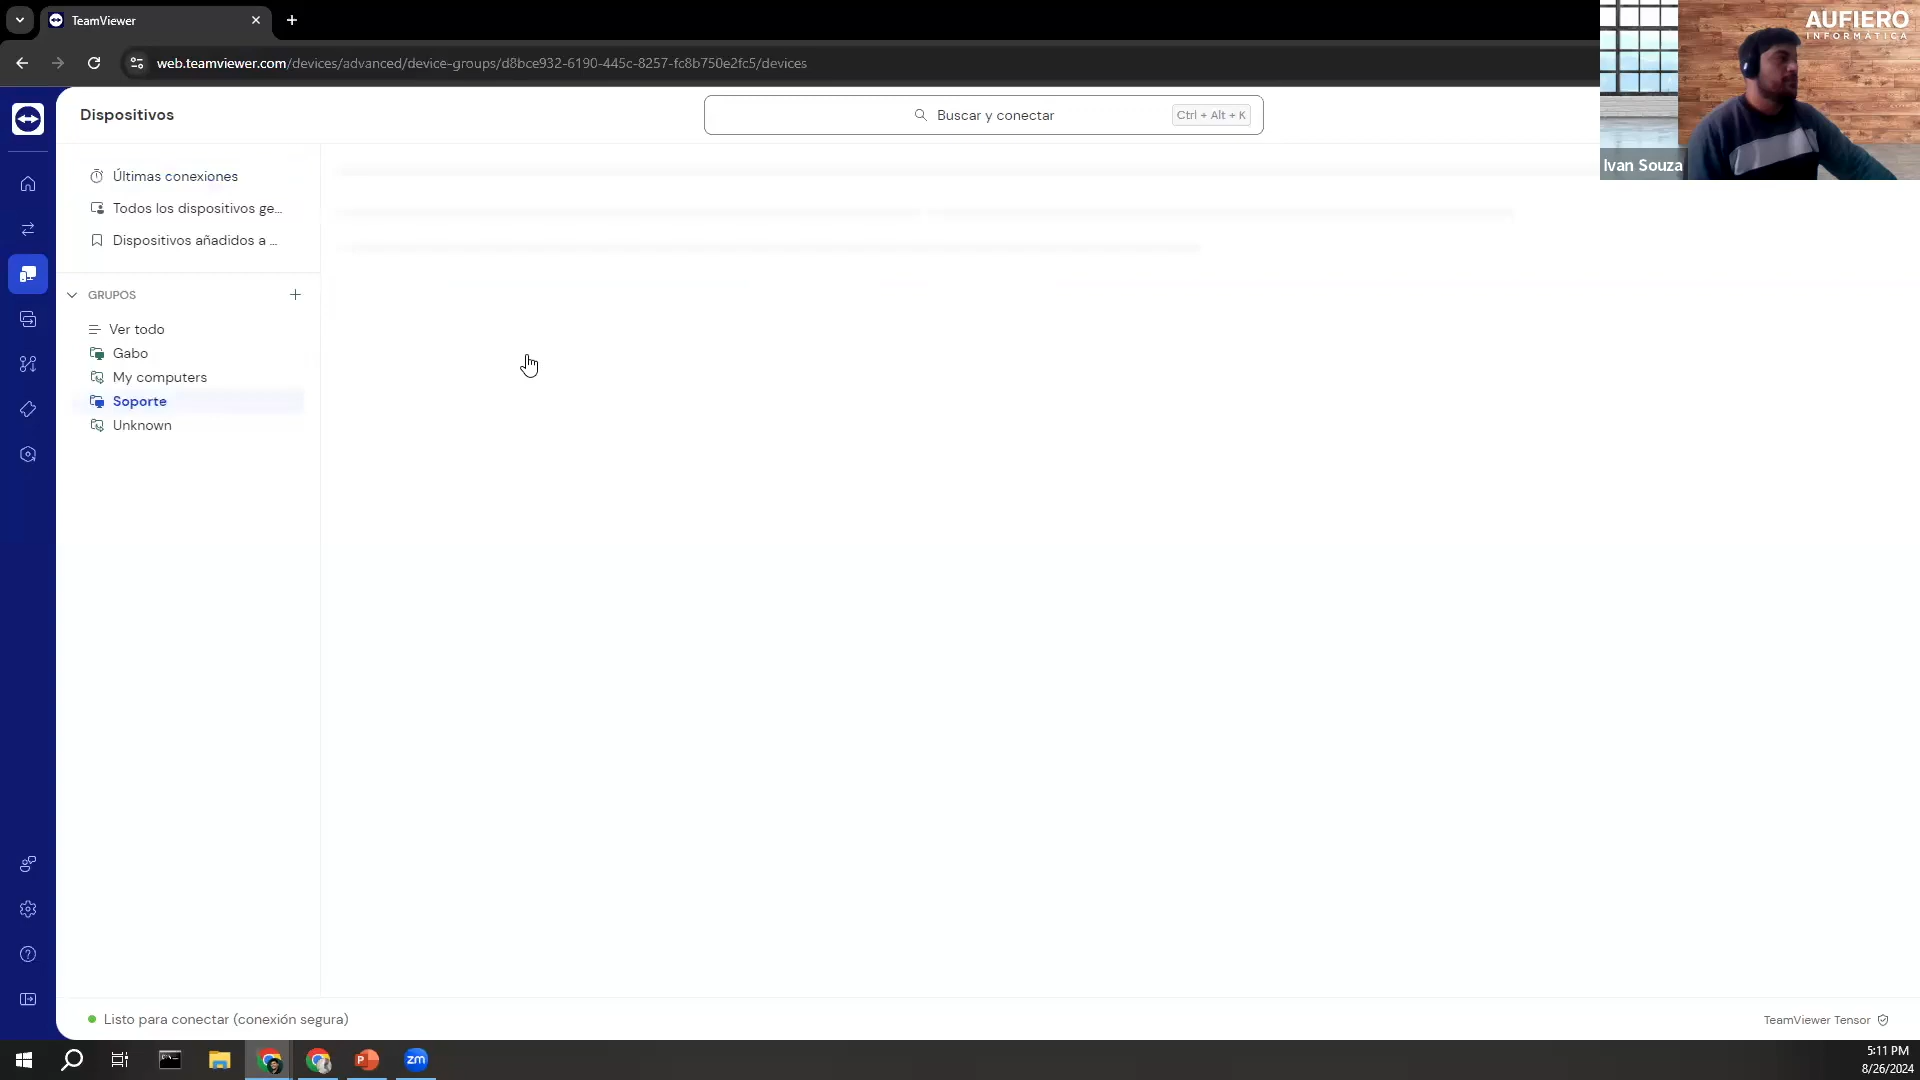 TeamViewer
web.teamviewer.com/devices/advanced/device-groups/d8bce932-6190-445c-8257-fc8b750e2fc5/devices
AUFIERO
INFORMÁTICA
Ivan Souza
Dispositivos
Buscar y conectar
Ctrl + Alt + K
Últimas conexiones
Todos los dispositivos ge...
Dispositivos añadidos a ...
GRUPOS
Ver todo
Gabo
My computers
Soporte
Unknown
Listo para conectar (conexión segura)
TeamViewer Tensor
zm
5:11 PM
8/26/2024